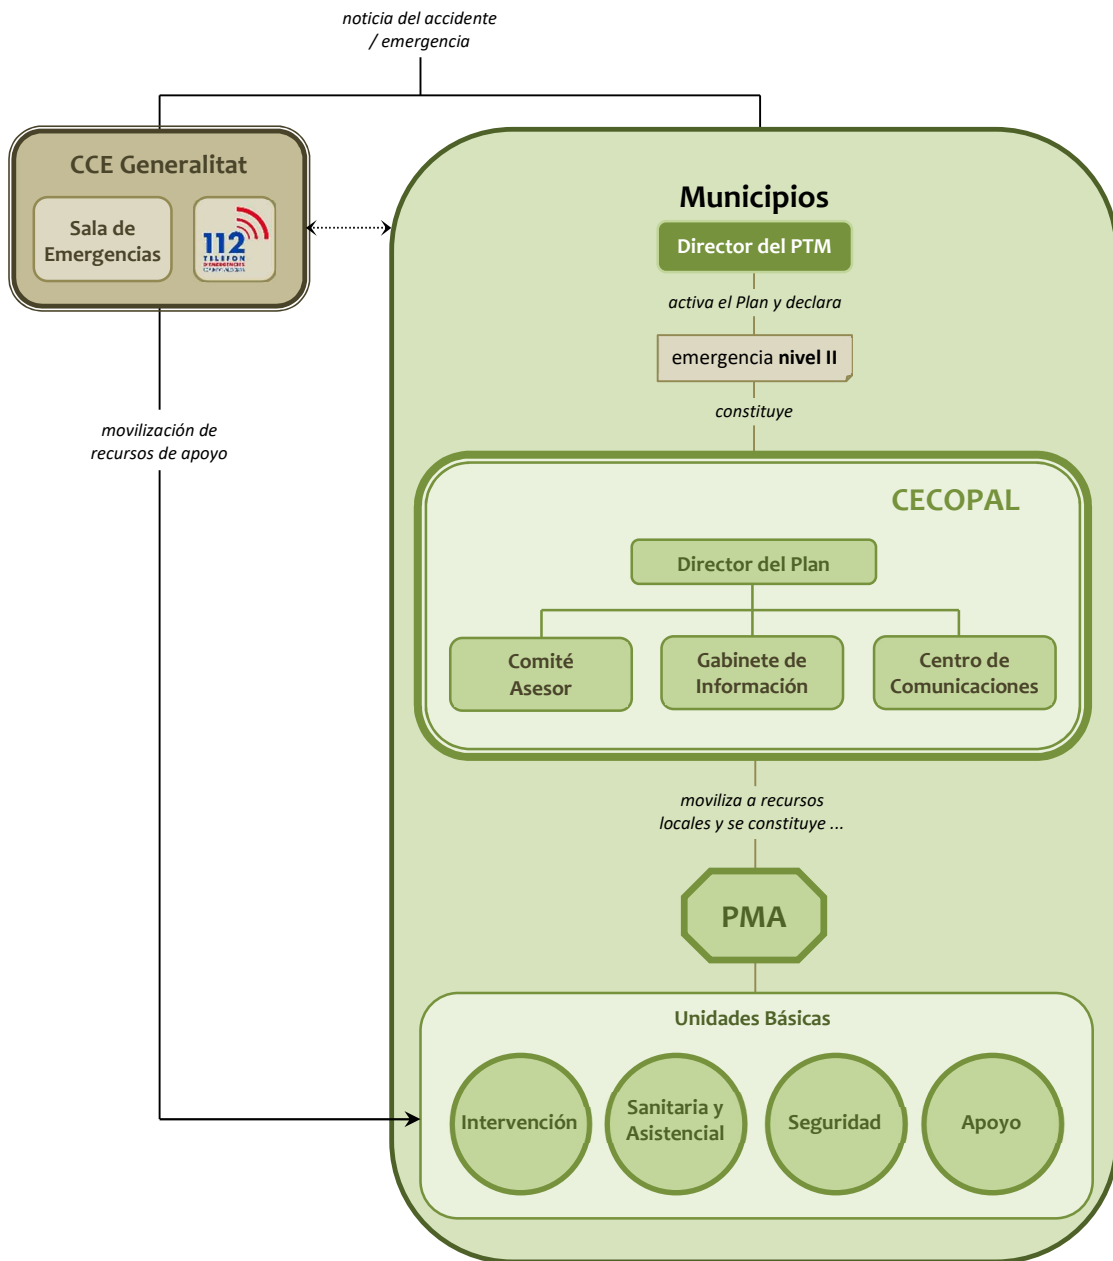 noticia del accidente
/ emergencia
CCE Generalitat
Sala de
Emergencias
112
TELÈFON
D'EMERGÈNCIES
Municipios
Director del PTM
activa el Plan y declara
emergencia nivel II
constituye
movilización de
recursos de apoyo
CECOPAL
Director del Plan
Comité
Asesor
Gabinete de
Información
Centro de
Comunicaciones
moviliza a recursos
locales y se constituye ...
PMA
Unidades Básicas
Intervención
Sanitaria y
Asistencial
Seguridad
Apoyo